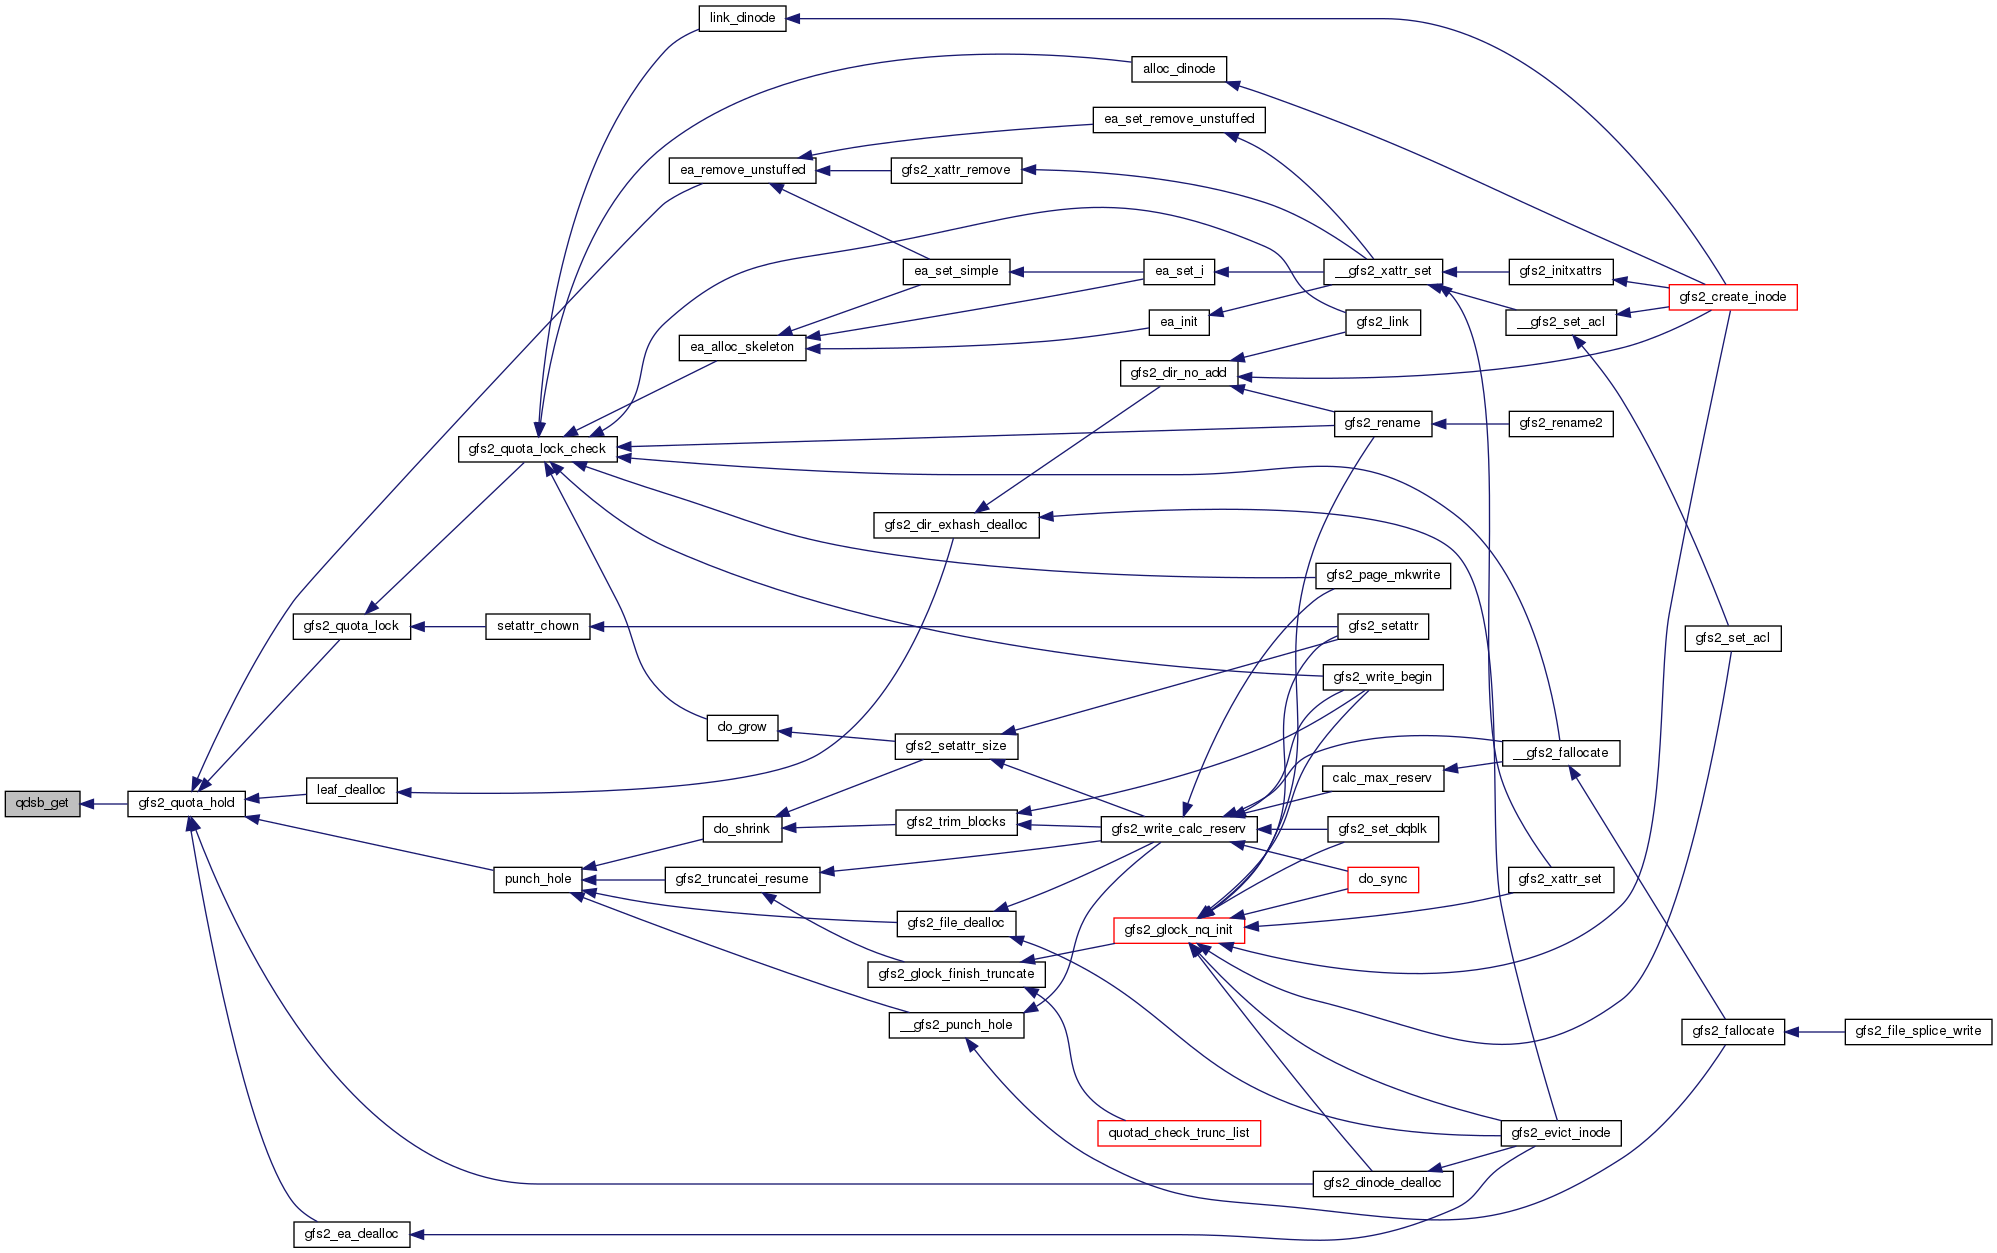 link_dinode
alloc_dinode
ea_set_remove_unstuffed
ea_remove_unstuffed
gfs2_xattr_remove
ea_set_simple
ea_set_i
__gfs2_xattr_set
gfs2_initxattrs
gfs2_create_inode
ea_init
gfs2_link
__gfs2_set_acl
ea_alloc_skeleton
gfs2_dir_no_add
gfs2_rename
gfs2_rename2
gfs2_quota_lock_check
gfs2_dir_exhash_dealloc
gfs2_page_mkwrite
gfs2_quota_lock
setattr_chown
gfs2_setattr
gfs2_set_acl
gfs2_write_begin
do_grow
gfs2_setattr_size
__gfs2_fallocate
calc_max_reserv
leaf_dealloc
qdsb_get
gfs2_quota_hold
do_shrink
gfs2_trim_blocks
gfs2_write_calc_reserv
gfs2_set_dqblk
punch_hole
gfs2_truncatei_resume
do_sync
gfs2_xattr_set
gfs2_file_dealloc
gfs2_glock_nq_init
gfs2_glock_finish_truncate
__gfs2_punch_hole
gfs2_fallocate
gfs2_file_splice_write
quotad_check_trunc_list
gfs2_evict_inode
gfs2_dinode_dealloc
gfs2_ea_dealloc